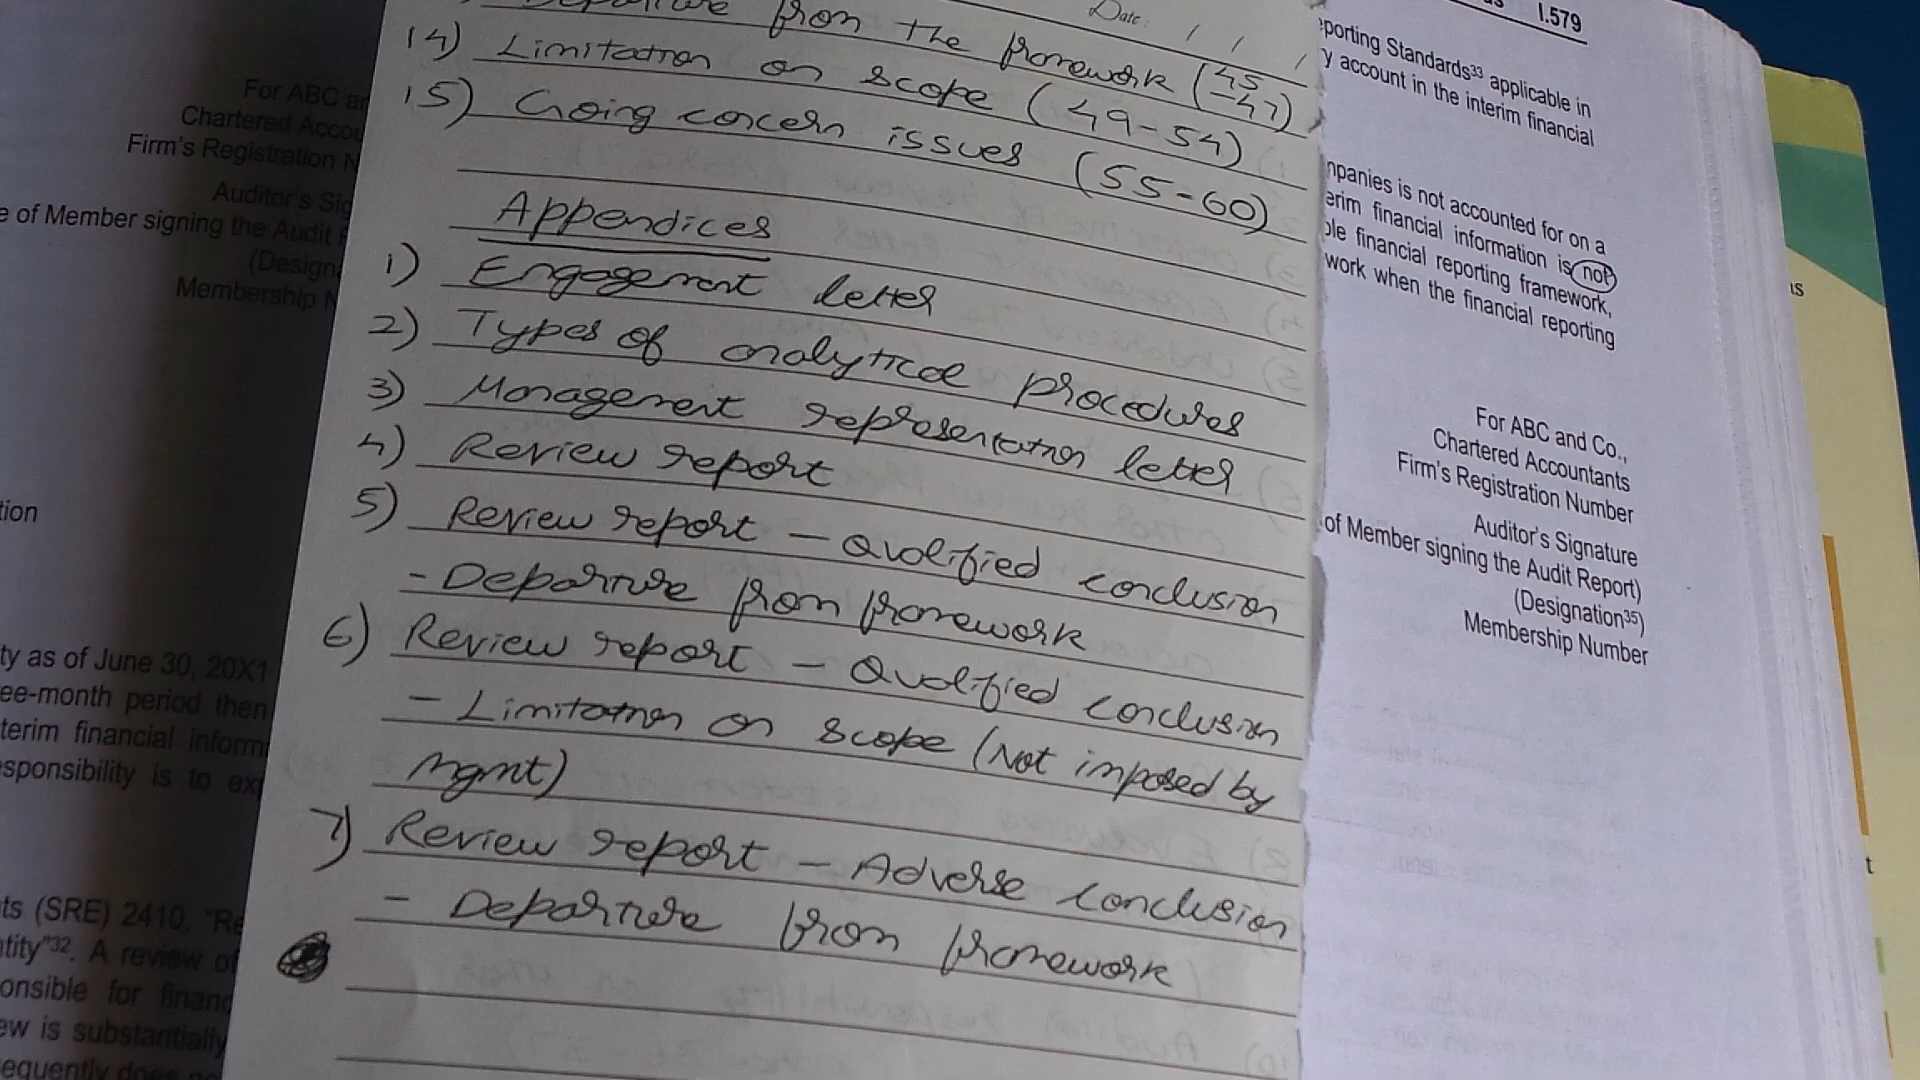 For ABC
Chartered
Firm's Registration N
Auditor's Sig
e of Member signing the Audit
(Design
Membership N
tion
ty as of June 30, 20X1
ee-month period then
terim financial inform
sponsibility is to exp
ts (SRE) 2410, "Re
tity"32. A review of
onsible for financ
ew is substantially
equently does
Date: / / /
from the framework (45-47)
14) Limitation on scope (49-54)
15) Going concern issues (55-60)
Appendices
1) Engagement letter
2) Types of analytical procedures
3) Management representation letter
4) Review report
5) Review report - Qualified conclusion
- Departure from framework
6) Review report - Qualified conclusion
- Limitation on scope (Not imposed by
Mgmt)
7) Review report - Adverse conclusion
- Departure from framework
1.579
porting Standards33 applicable in
y account in the interim financial
mpanies is not accounted for on a
erim financial information is not
ble financial reporting framework,
work when the financial reporting
For ABC and Co.,
Chartered Accountants
Firm's Registration Number
Auditor's Signature
of Member signing the Audit Report)
(Designation35)
Membership Number